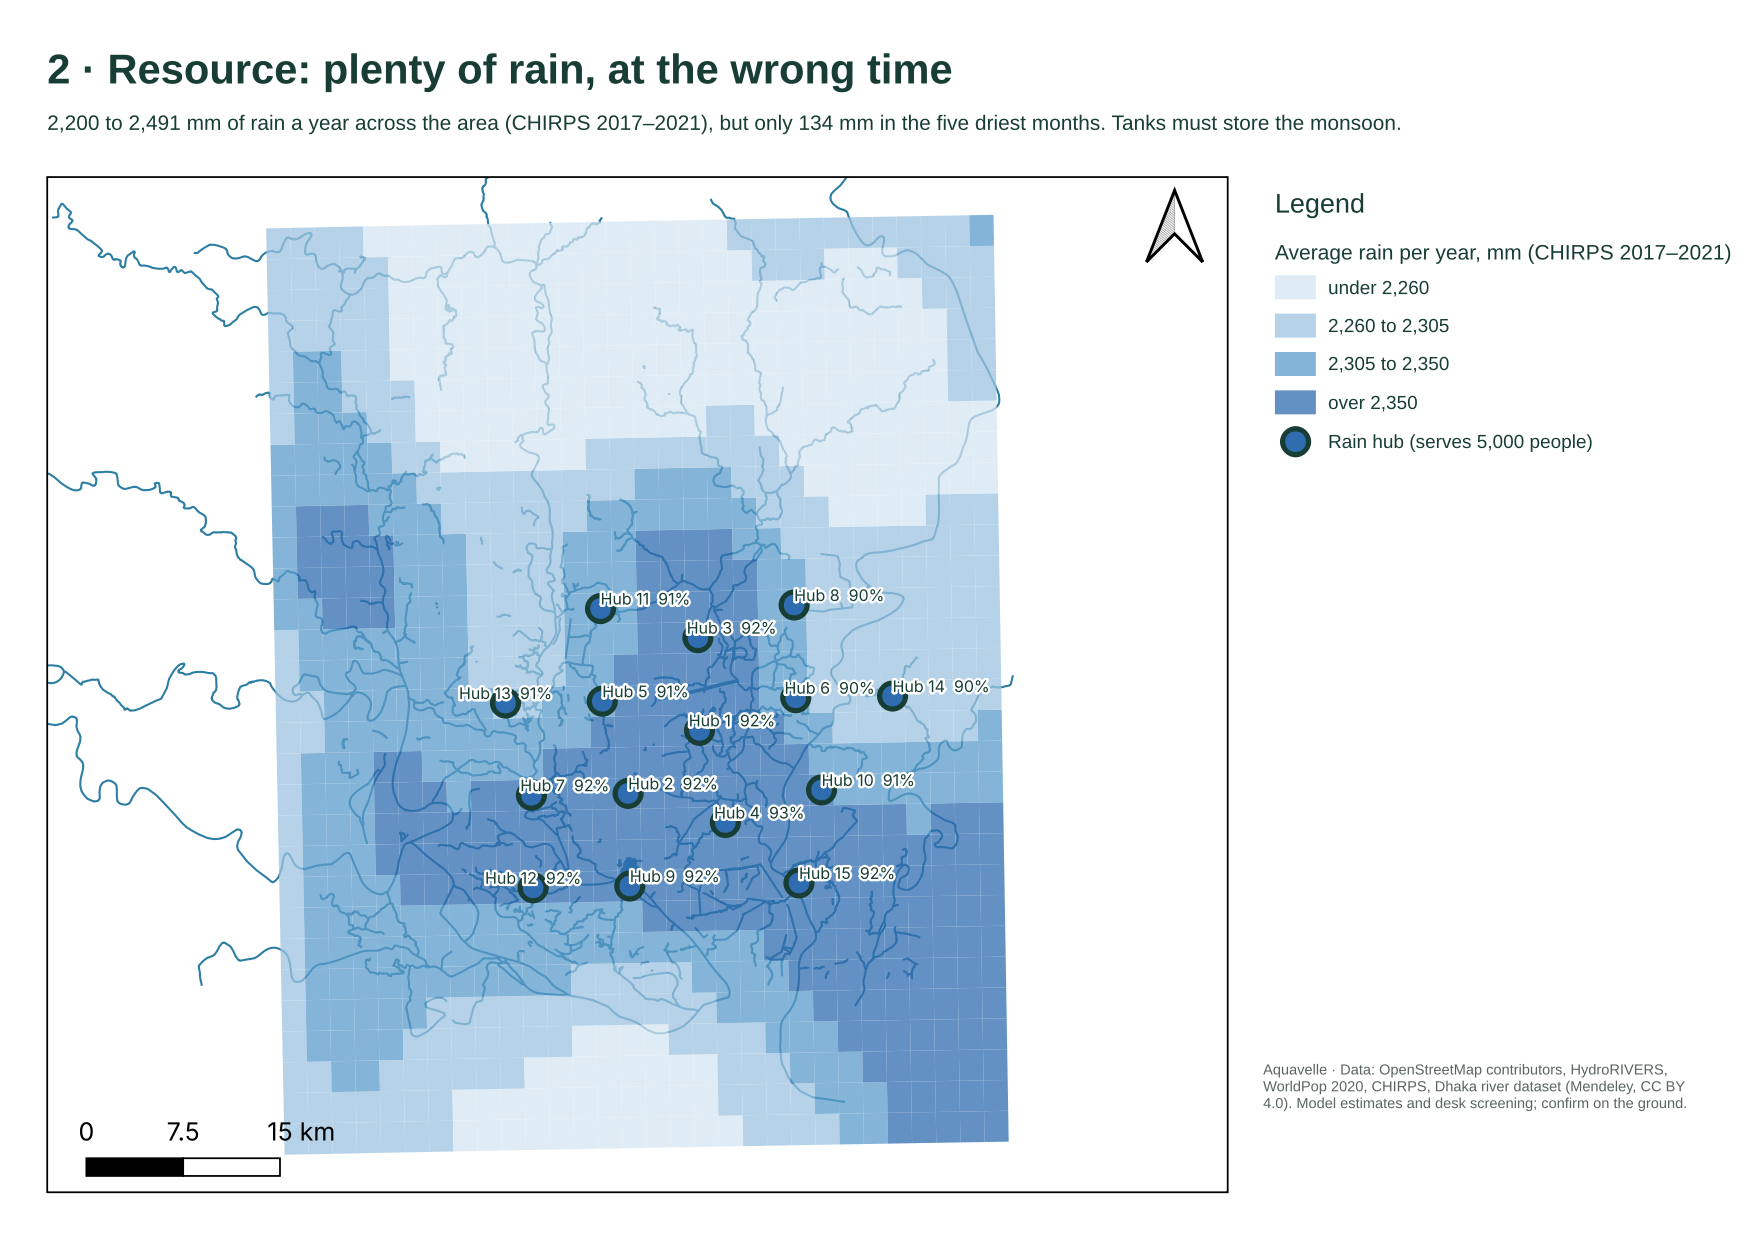 2 · Resource: plenty of rain, at the wrong time
2,200 to 2,491 mm of rain a year across the area (CHIRPS 2017–2021), but only 134 mm in the five driest months. Tanks must store the monsoon.
Legend
Average rain per year, mm (CHIRPS 2017–2021)
under 2,260
2,260 to 2,305
2,305 to 2,350
over 2,350
Rain hub (serves 5,000 people)
Hub 11 91%
Hub 8 90%
Hub 3 92%
Hub 13 91%
Hub 5 91%
Hub 6 90%
Hub 14 90%
Hub 1 92%
Hub 7 92%
Hub 2 92%
Hub 10 91%
Hub 4 93%
Hub 12 92%
Hub 9 92%
Hub 15 92%
0 7.5 15 km
Aquavelle · Data: OpenStreetMap contributors, HydroRIVERS,
WorldPop 2020, CHIRPS, Dhaka river dataset (Mendeley, CC BY
4.0). Model estimates and desk screening; confirm on the ground.